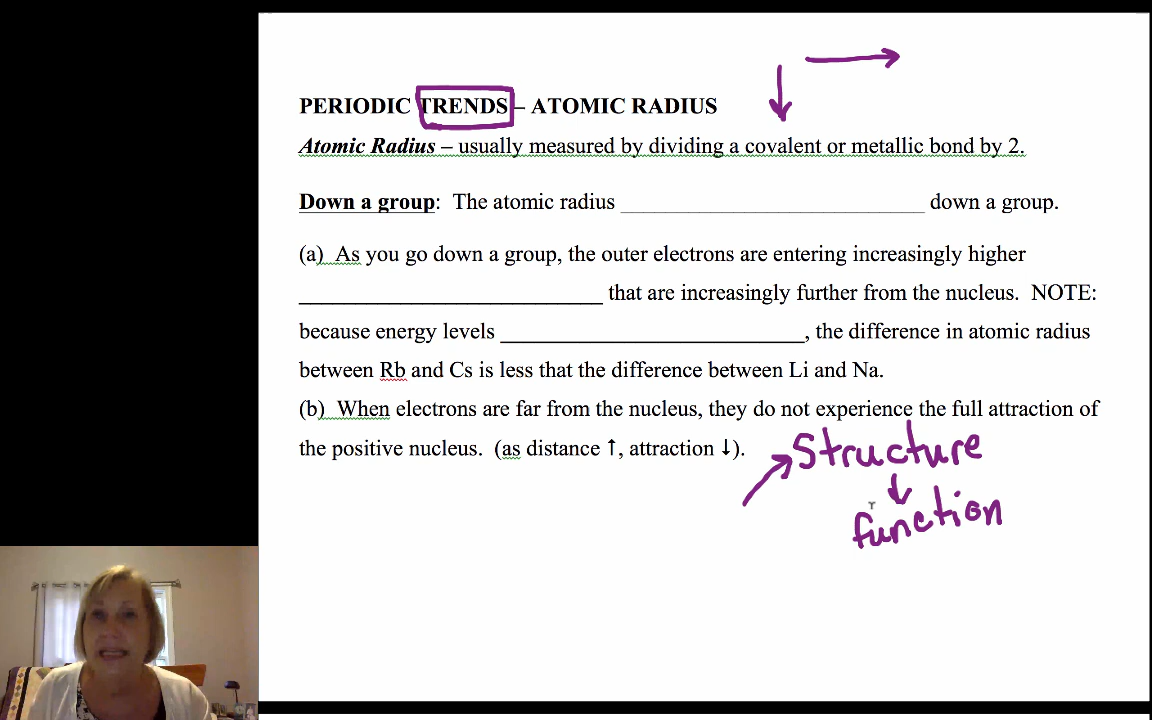 PERIODIC TRENDS – ATOMIC RADIUS
Atomic Radius – usually measured by dividing a covalent or metallic bond by 2.
Down a group: The atomic radius ____________________________ down a group.
(a) As you go down a group, the outer electrons are entering increasingly higher
____________________________ that are increasingly further from the nucleus. NOTE:
because energy levels ____________________________, the difference in atomic radius
between Rb and Cs is less that the difference between Li and Na.
(b) When electrons are far from the nucleus, they do not experience the full attraction of
the positive nucleus. (as distance ↑, attraction ↓).
Structure
function